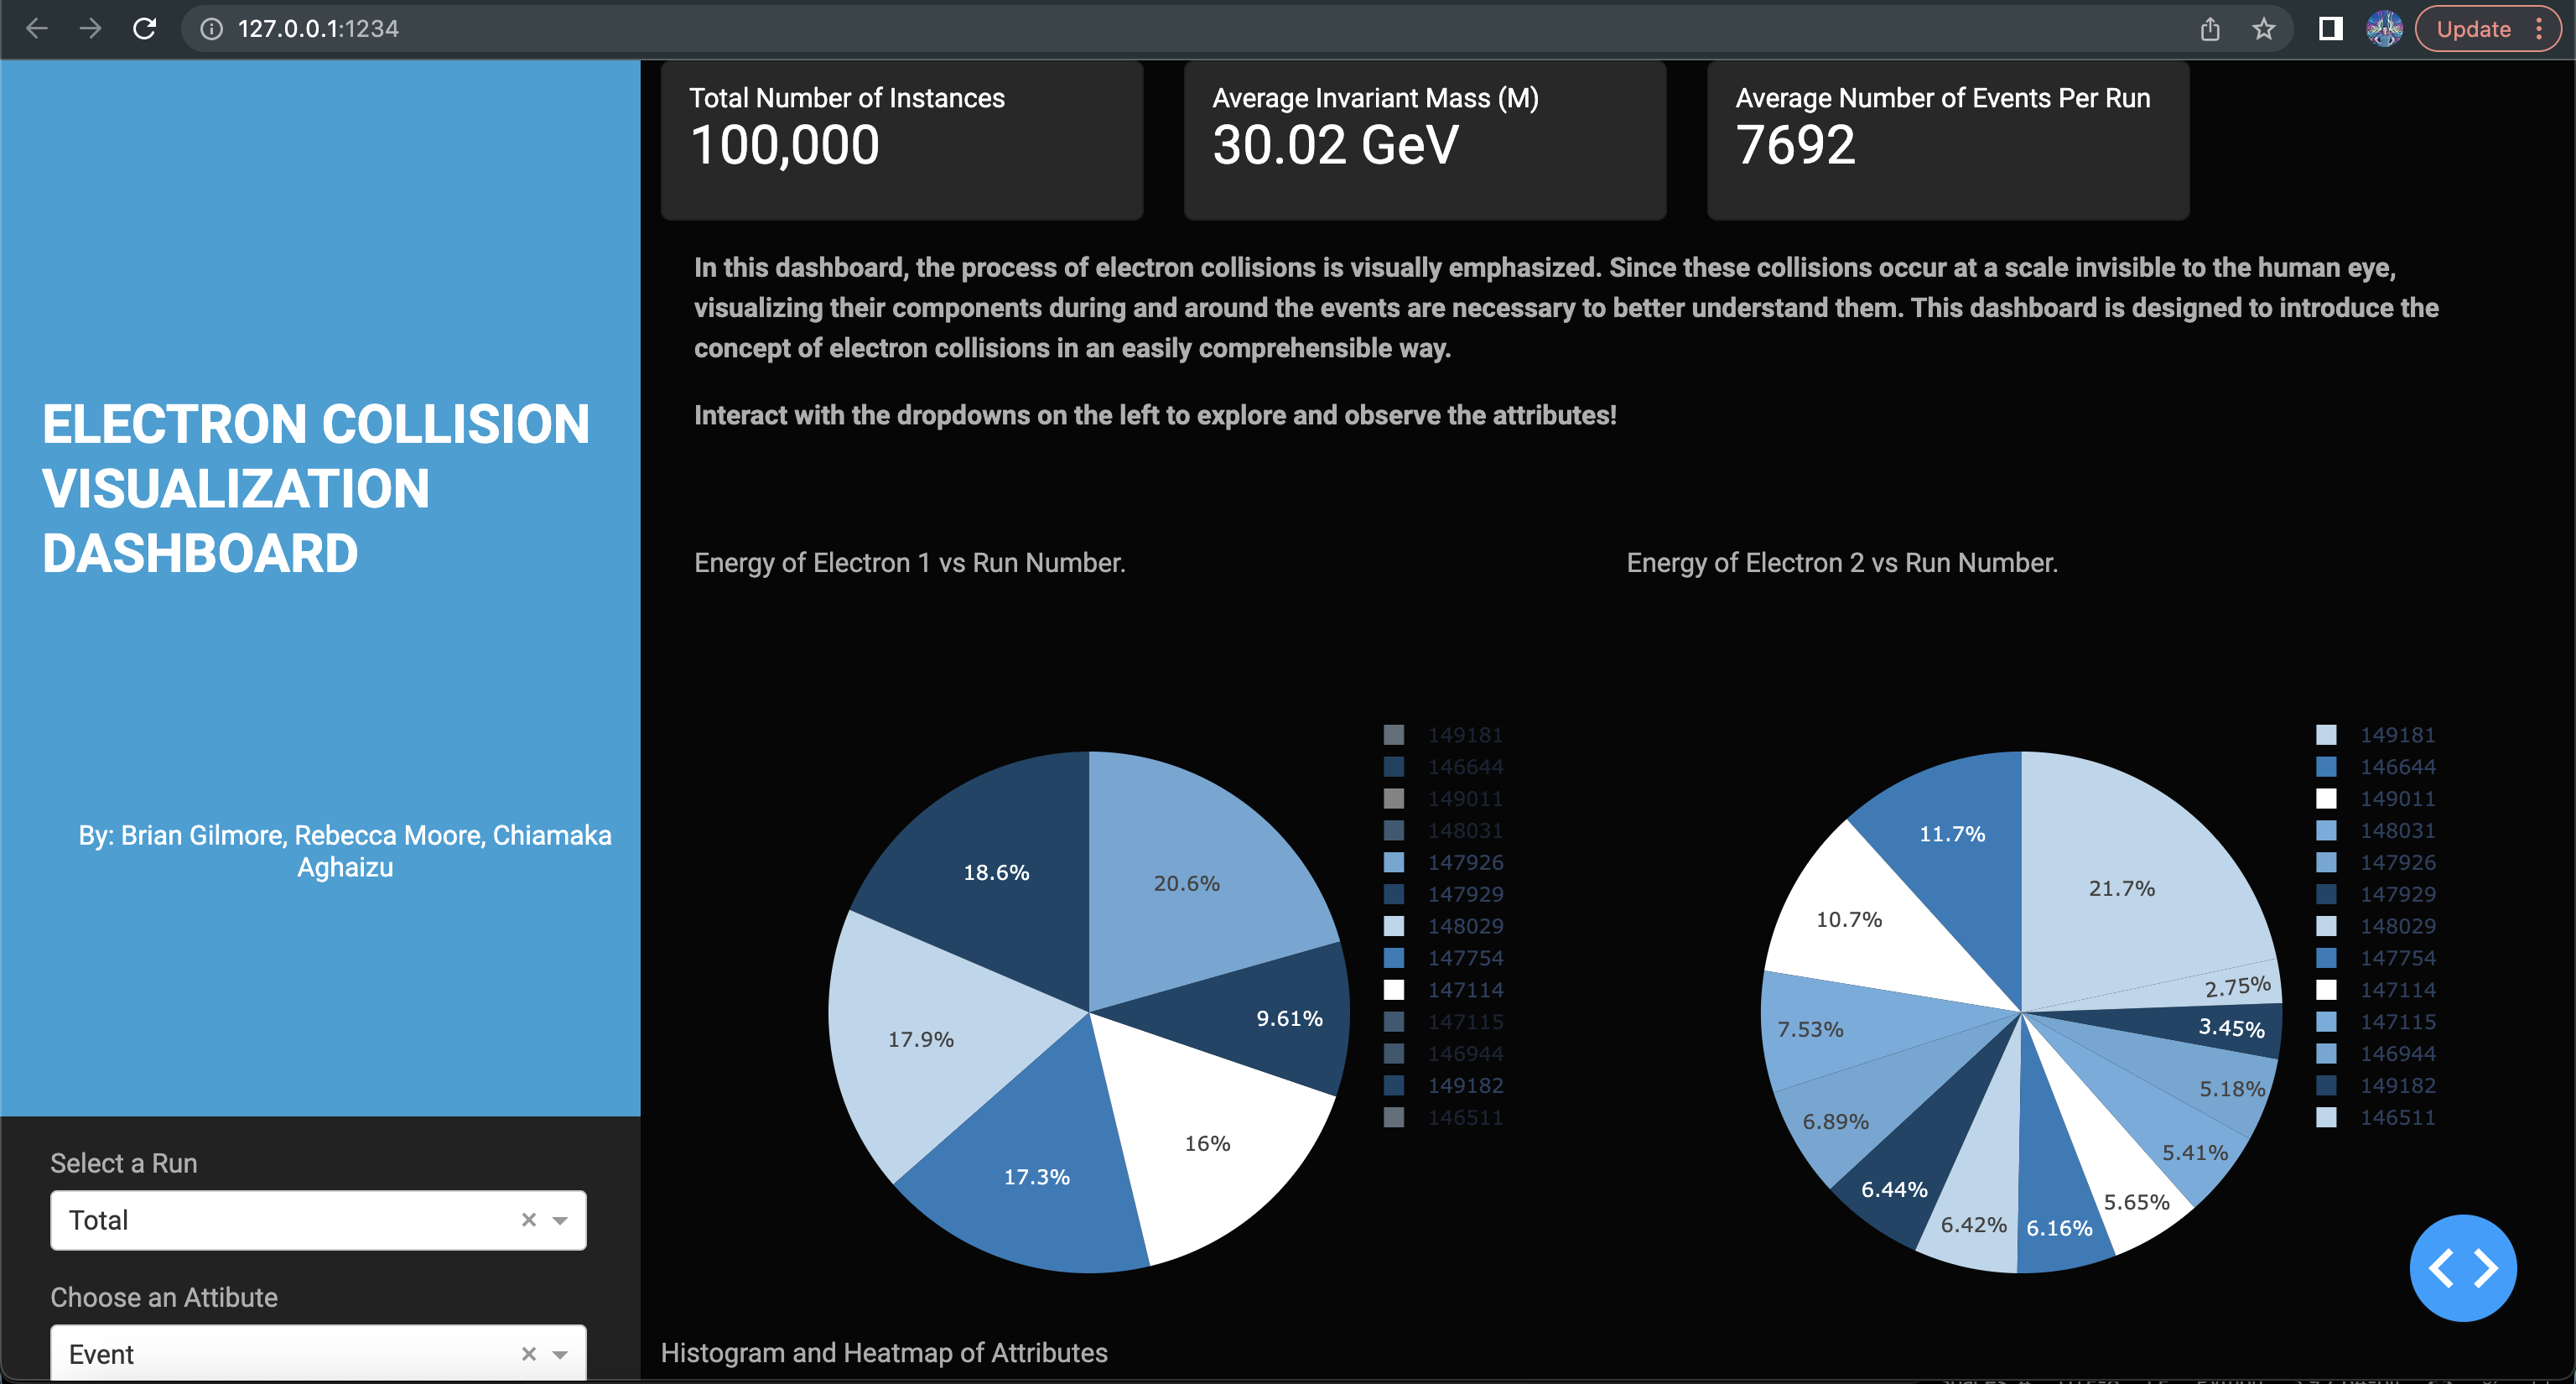 127.0.0.1:1234
Update
Total Number of Instances
100,000
Average Invariant Mass (M)
30.02 GeV
Average Number of Events Per Run
7692
In this dashboard, the process of electron collisions is visually emphasized. Since these collisions occur at a scale invisible to the human eye,
visualizing their components during and around the events are necessary to better understand them. This dashboard is designed to introduce the
concept of electron collisions in an easily comprehensible way.
Interact with the dropdowns on the left to explore and observe the attributes!
ELECTRON COLLISION
VISUALIZATION
DASHBOARD
By: Brian Gilmore, Rebecca Moore, Chiamaka
Aghaizu
Select a Run
Total
Choose an Attibute
Event
Energy of Electron 1 vs Run Number.
20.6%
9.61%
16%
17.3%
17.9%
18.6%
149181
146644
149011
148031
147926
147929
148029
147754
147114
147115
146944
149182
146511
Energy of Electron 2 vs Run Number.
21.7%
2.75%
3.45%
5.18%
5.41%
5.65%
6.16%
6.42%
6.44%
6.89%
7.53%
10.7%
11.7%
149181
146644
149011
148031
147926
147929
148029
147754
147114
147115
146944
149182
146511
Histogram and Heatmap of Attributes